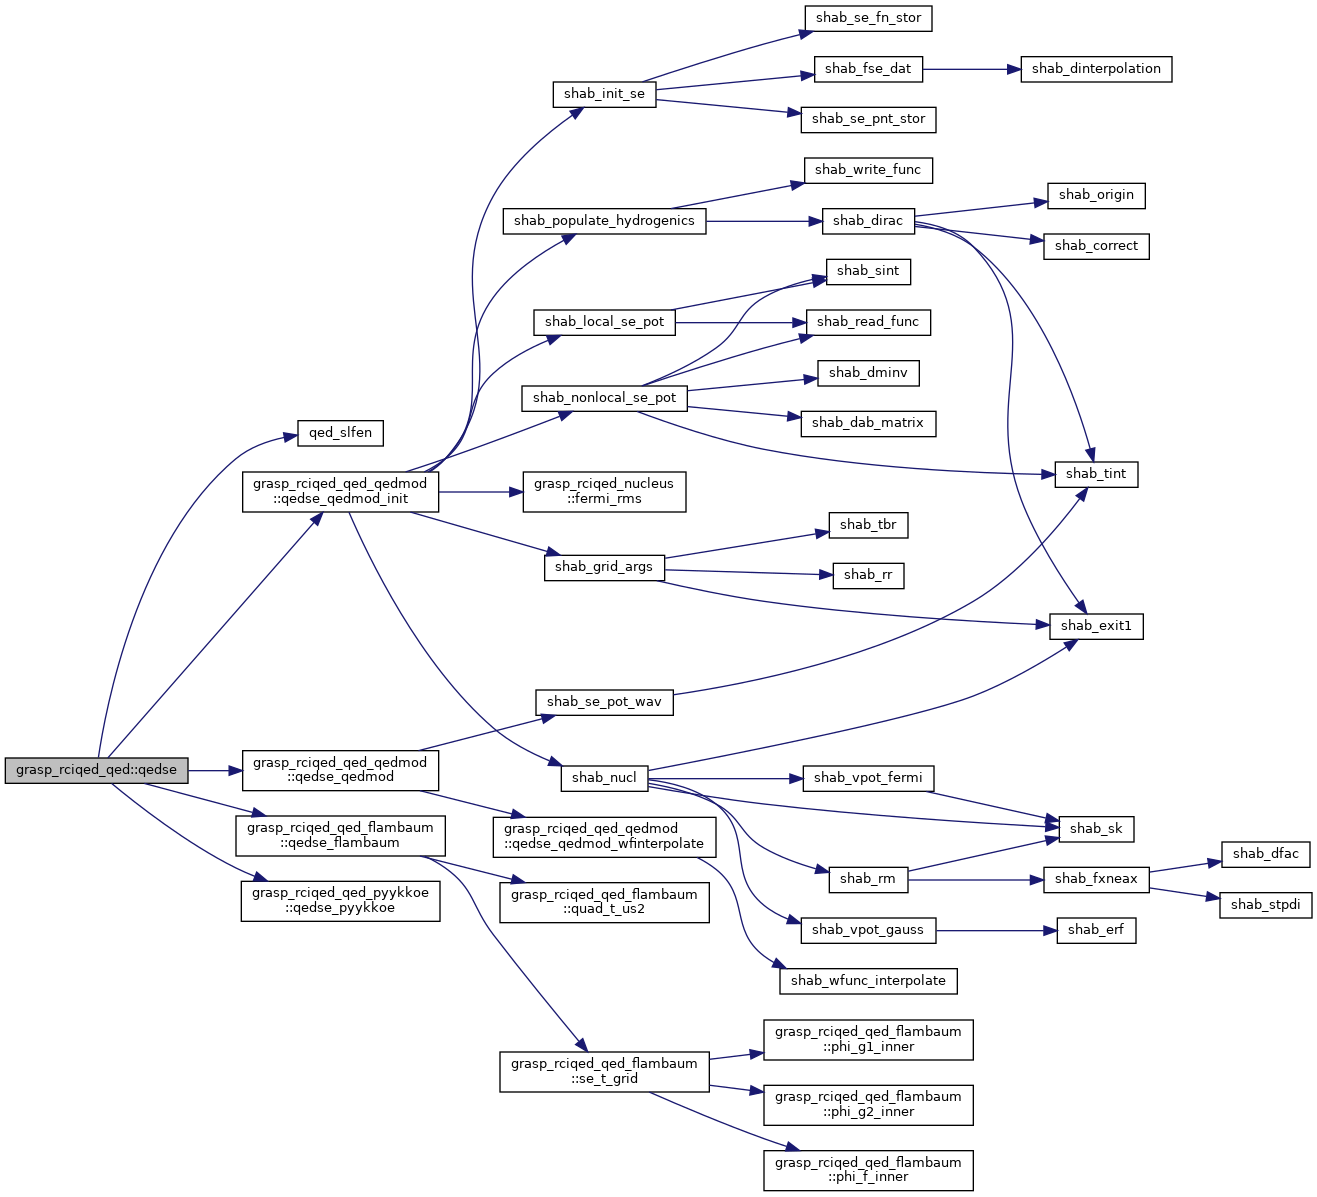 shab_se_fn_stor
shab_fse_dat
shab_dinterpolation
shab_init_se
shab_se_pnt_stor
shab_write_func
shab_origin
shab_populate_hydrogenics
shab_dirac
shab_correct
shab_sint
shab_local_se_pot
shab_read_func
shab_dminv
shab_nonlocal_se_pot
shab_dab_matrix
qed_slfen
shab_tint
grasp_rciqed_qed_qedmod
::qedse_qedmod_init
grasp_rciqed_nucleus
::fermi_rms
shab_tbr
shab_grid_args
shab_rr
shab_exit1
shab_se_pot_wav
grasp_rciqed_qed::qedse
grasp_rciqed_qed_qedmod
::qedse_qedmod
shab_nucl
shab_vpot_fermi
grasp_rciqed_qed_flambaum
::qedse_flambaum
grasp_rciqed_qed_qedmod
::qedse_qedmod_wfinterpolate
shab_sk
shab_dfac
shab_rm
shab_fxneax
grasp_rciqed_qed_pyykkoe
::qedse_pyykkoe
grasp_rciqed_qed_flambaum
::quad_t_us2
shab_stpdi
shab_vpot_gauss
shab_erf
shab_wfunc_interpolate
grasp_rciqed_qed_flambaum
::phi_g1_inner
grasp_rciqed_qed_flambaum
::se_t_grid
grasp_rciqed_qed_flambaum
::phi_g2_inner
grasp_rciqed_qed_flambaum
::phi_f_inner